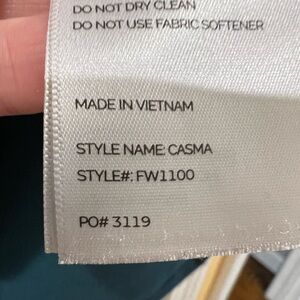 DO NOT DRY CLEAN
DO NOT USE FABRIC SOFTENER
MADE IN VIETNAM
STYLE NAME: CASMA
STYLE#: FW1100
PO# 3119